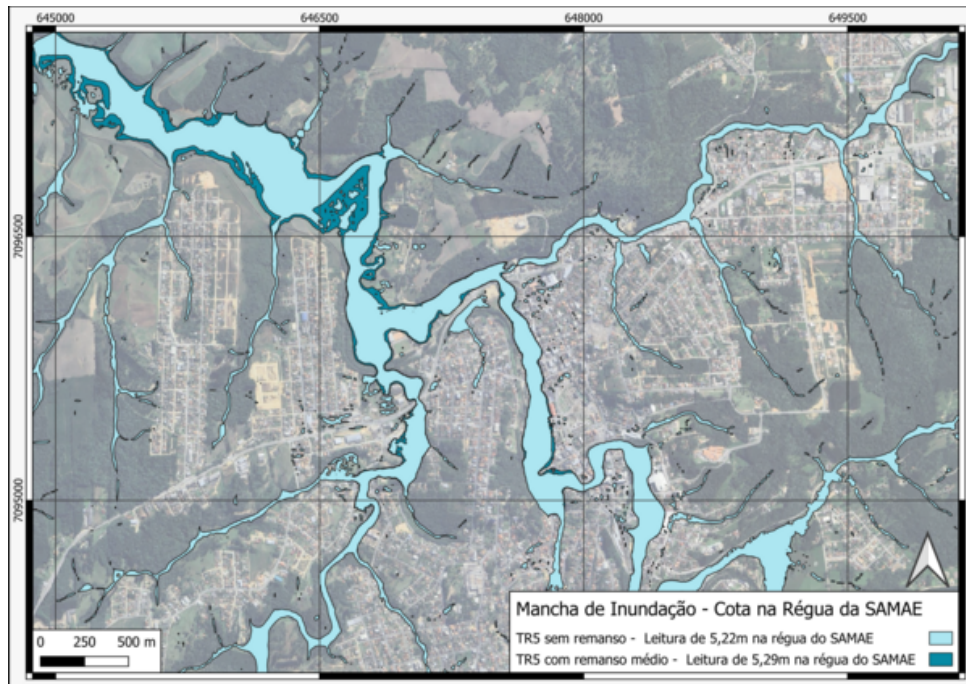 645000 646500 648000 649500
7096500
7095000
Mancha de Inundação - Cota na Régua da SAMAE
TR5 sem remanso - Leitura de 5,22m na régua do SAMAE
TR5 com remanso médio - Leitura de 5,29m na régua do SAMAE
0 250 500 m